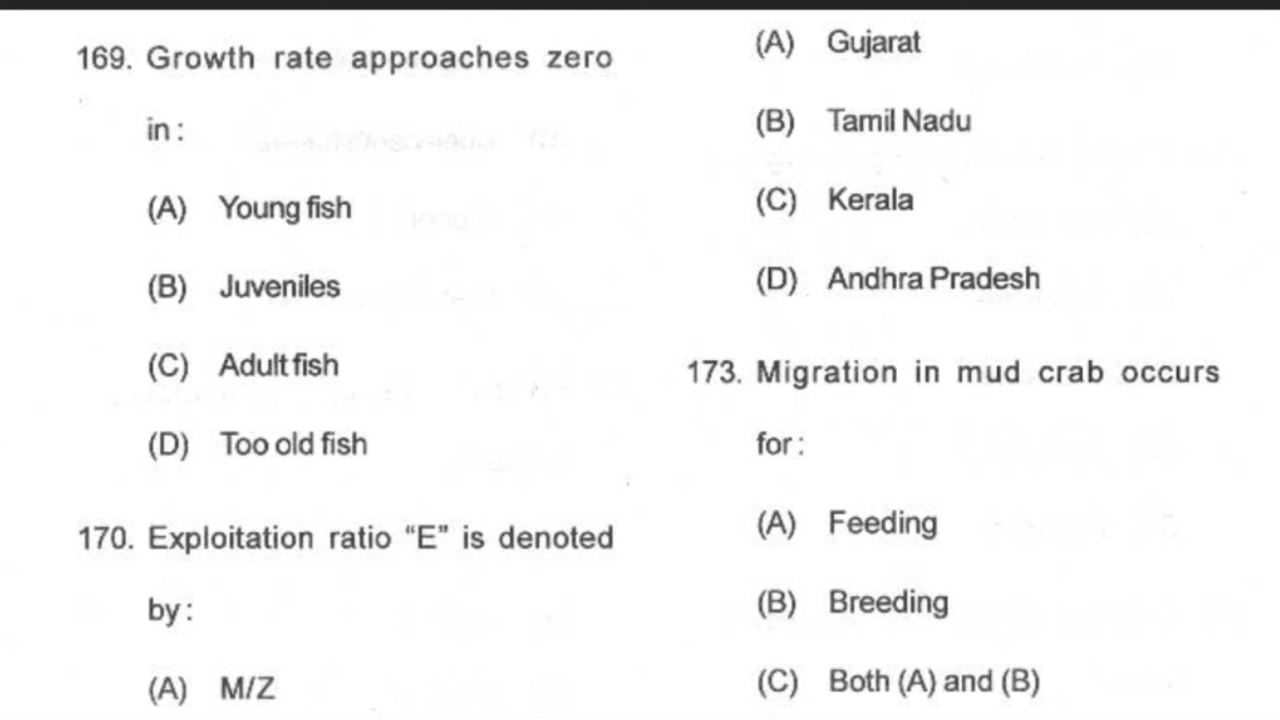 169. Growth rate approaches zero
in :
(A) Young fish
(B) Juveniles
(C) Adult fish
(D) Too old fish
170. Exploitation ratio “E” is denoted
by :
(A) M/Z
(A) Gujarat
(B) Tamil Nadu
(C) Kerala
(D) Andhra Pradesh
173. Migration in mud crab occurs
for :
(A) Feeding
(B) Breeding
(C) Both (A) and (B)